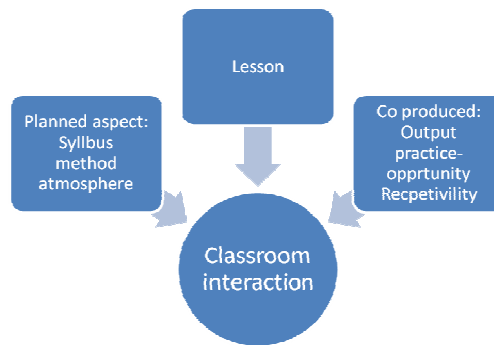 Lesson
Planned aspect:
Syllbus
method
atmosphere
Co produced:
Output
practice-
opprtunity
Recpetivility
Classroom
interaction